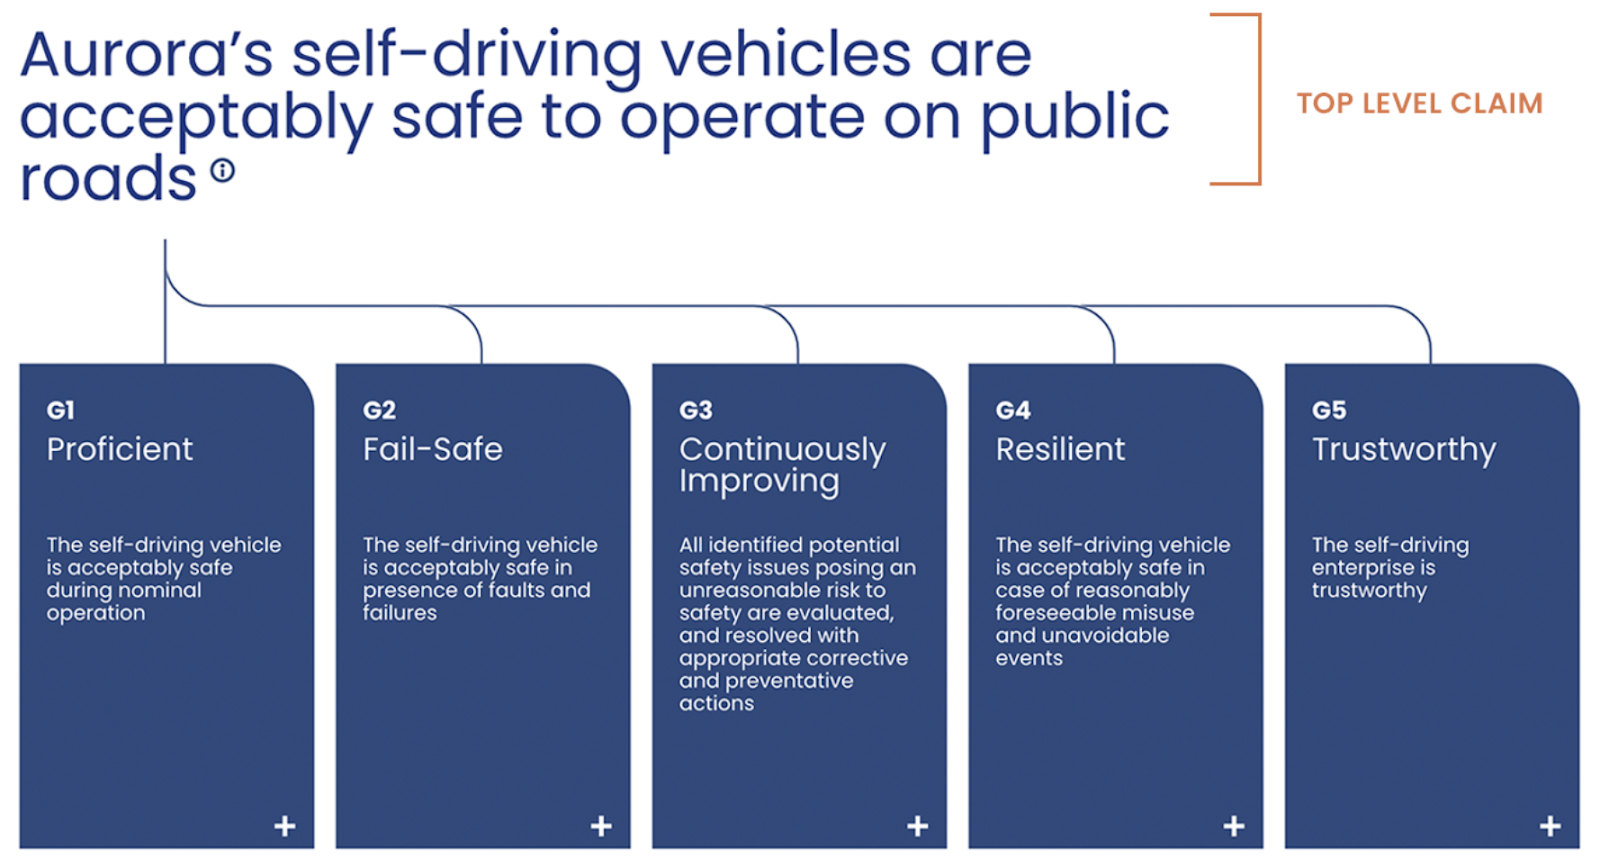 Aurora’s self-driving vehicles are
acceptably safe to operate on public
roads
TOP LEVEL CLAIM
G1
Proficient
The self-driving vehicle
is acceptably safe
during nominal
operation
+
G2
Fail-Safe
The self-driving vehicle
is acceptably safe in
presence of faults and
failures
+
G3
Continuously
Improving
All identified potential
safety issues posing an
unreasonable risk to
safety are evaluated,
and resolved with
appropriate corrective
and preventative
actions
+
G4
Resilient
The self-driving vehicle
is acceptably safe in
case of reasonably
foreseeable misuse
and unavoidable
events
+
G5
Trustworthy
The self-driving
enterprise is
trustworthy
+